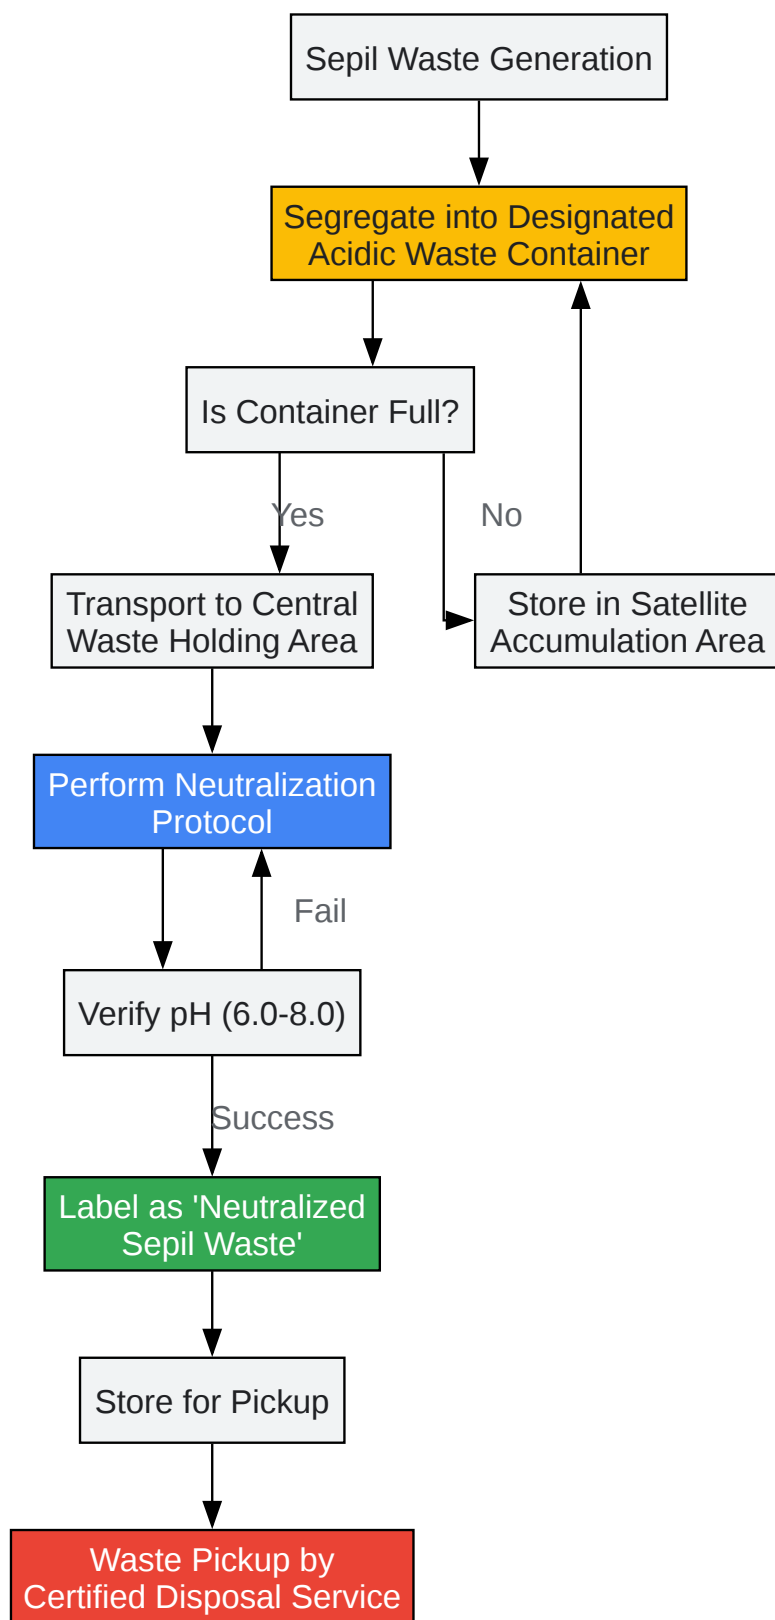 Sepil Waste Generation
Segregate into Designated
Acidic Waste Container
Is Container Full?
Yes
No
Transport to Central
Waste Holding Area
Store in Satellite
Accumulation Area
Perform Neutralization
Protocol
Fail
Verify pH (6.0-8.0)
Success
Label as 'Neutralized
Sepil Waste'
Store for Pickup
Waste Pickup by
Certified Disposal Service